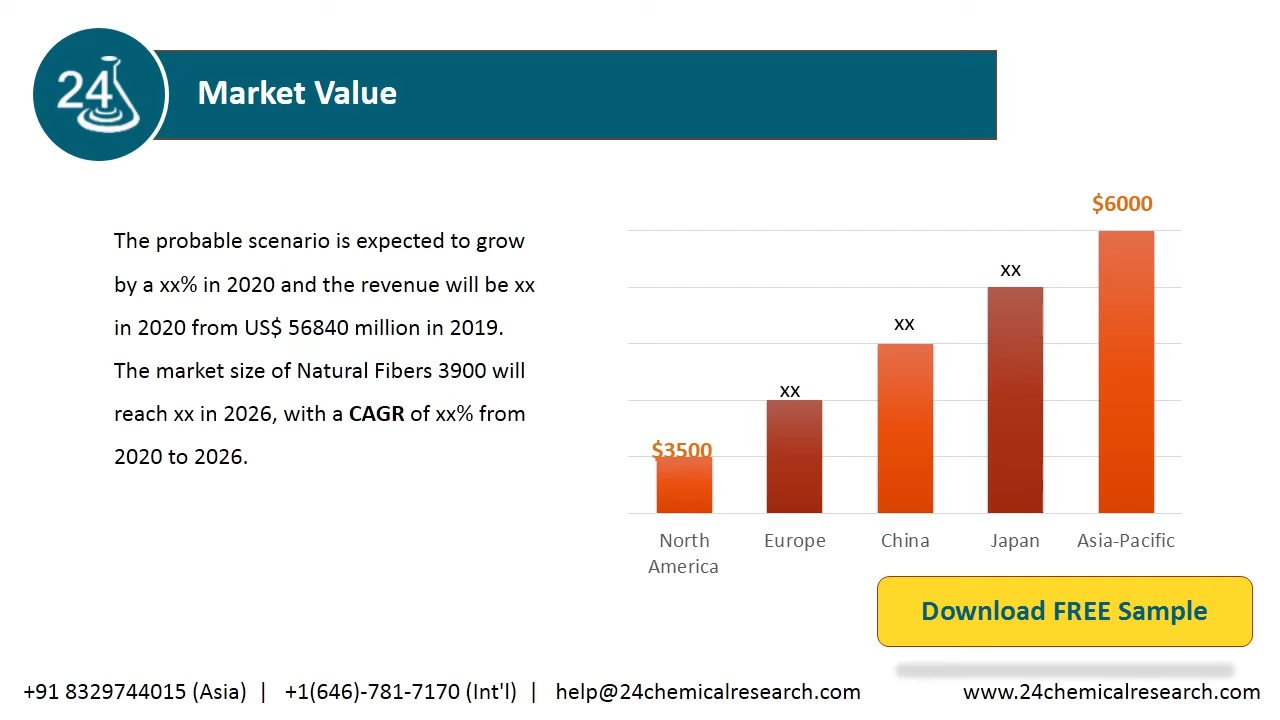 24
Market Value
The probable scenario is expected to grow
by a xx% in 2020 and the revenue will be xx
in 2020 from US$ 56840 million in 2019.
The market size of Natural Fibers 3900 will
reach xx in 2026, with a CAGR of xx% from
2020 to 2026.
$3500
xx
xx
xx
$6000
North
America
Europe
China
Japan
Asia-Pacific
Download FREE Sample
+91 8329744015 (Asia) | +1(646)-781-7170 (Int'l) | help@24chemicalresearch.com
www.24chemicalresearch.com